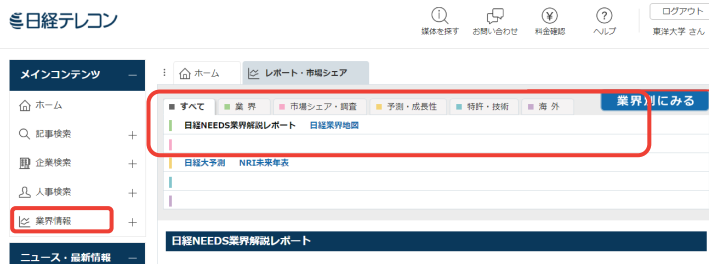 日経テレコン
媒体を探す お問い合わせ 料金確認 ヘルプ
ログアウト
東洋大学 さん
メインコンテンツ
ホーム
記事検索
企業検索
人事検索
業界情報
ニュース・最新情報
ホーム レポート・市場シェア
すべて 業 界 市場シェア・調査 予測・成長性 特許・技術 海 外
業界別にみる
日経NEEDS業界解説レポート 日経業界地図
日経大予測 NRI未来年表
日経NEEDS業界解説レポート